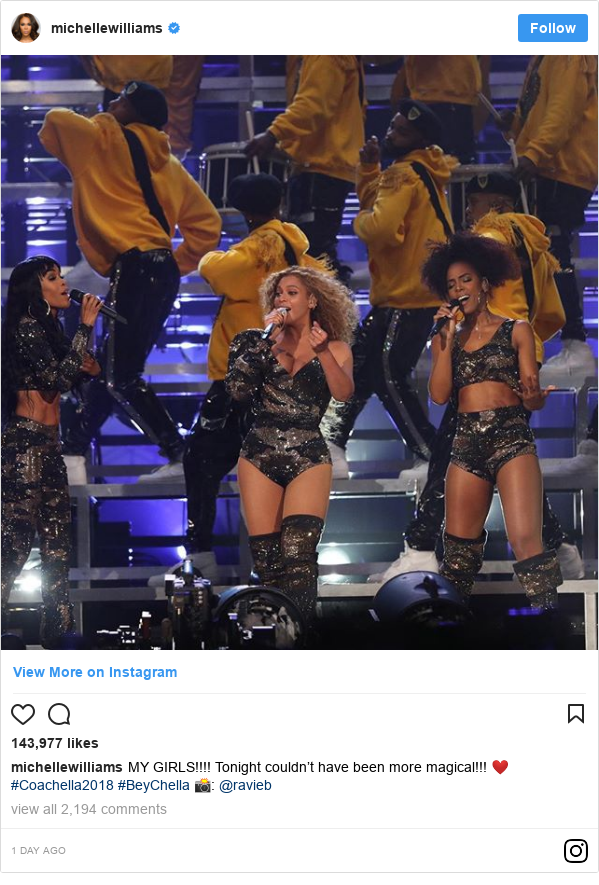 michellewilliams
Follow
View More on Instagram
143,977 likes
michellewilliams MY GIRLS!!!! Tonight couldn’t have been more magical!!! ❤️
#Coachella2018 #BeyChella 📸: @ravieb
view all 2,194 comments
1 DAY AGO